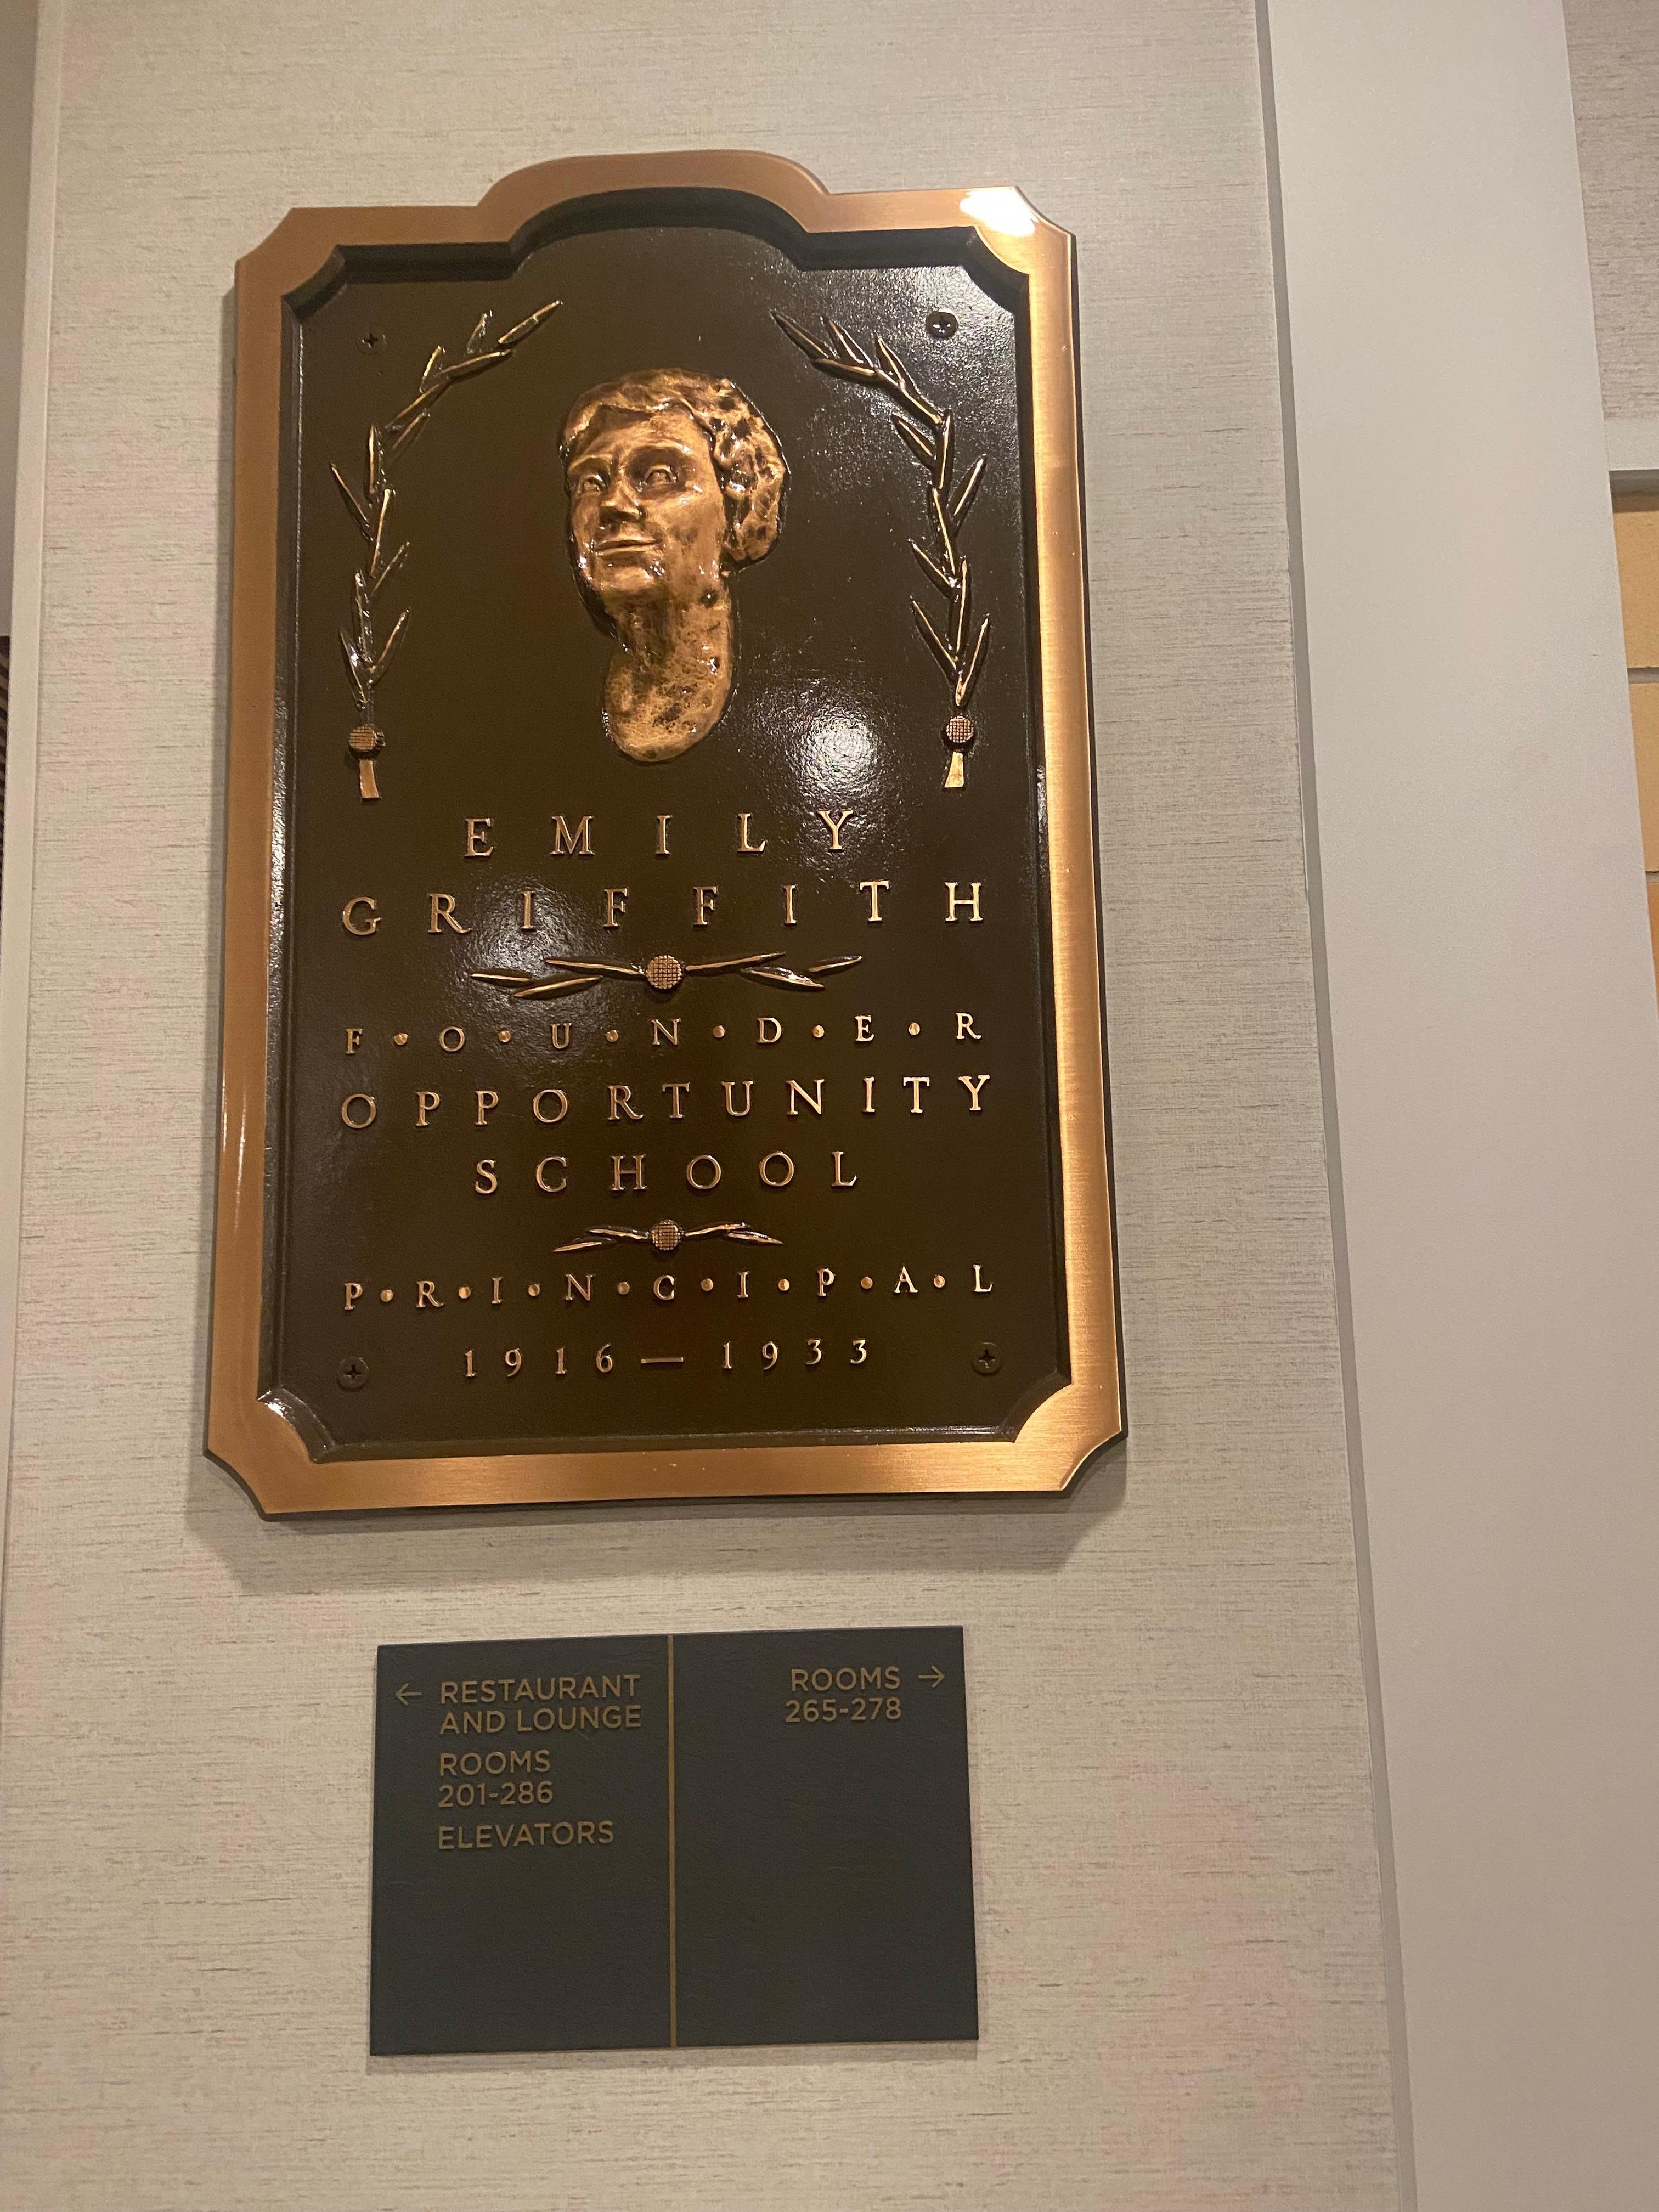 EMILY
GRIFFITH
F•O•U•N•D•E•R
OPPORTUNITY
SCHOOL
P•R•I•N•C•I•P•A•L
1916—1933
← RESTAURANT
AND LOUNGE
ROOMS
201-286
ELEVATORS
ROOMS →
265-278